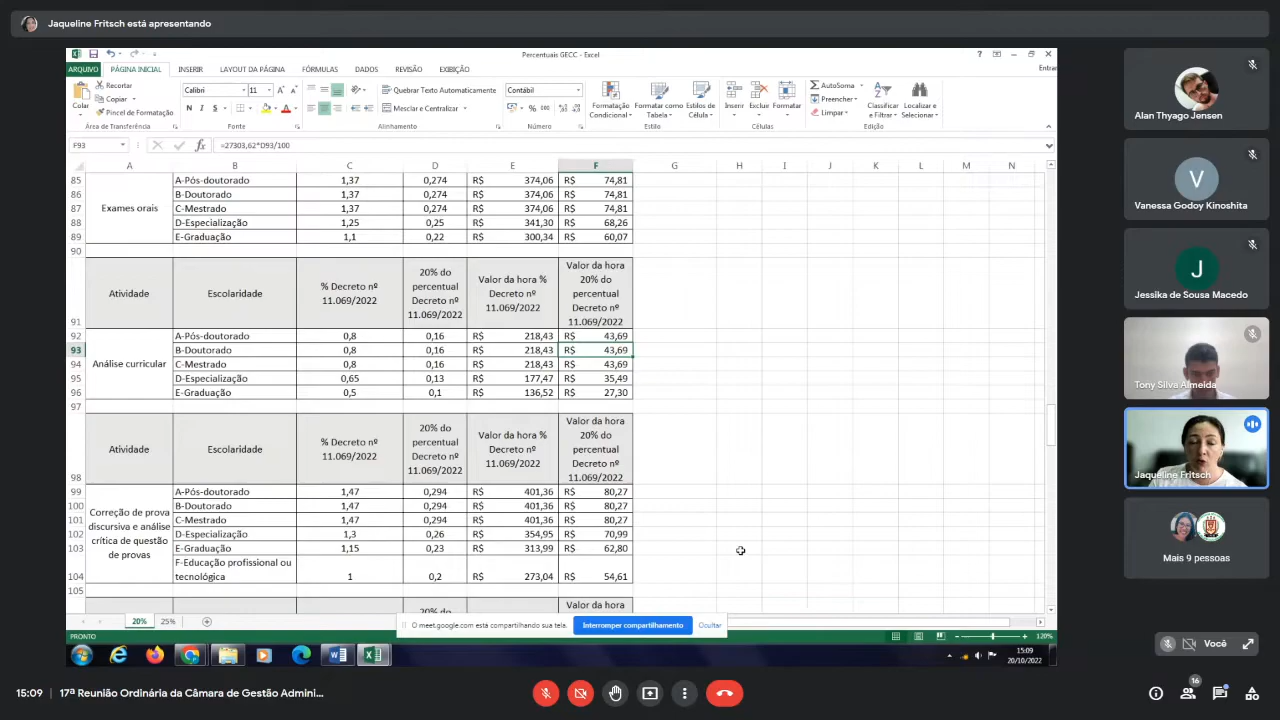 Jaqueline Fritsch está apresentando
Percentuais GECC - Excel
ARQUIVO PÁGINA INICIAL INSERIR LAYOUT DA PÁGINA FÓRMULAS DADOS REVISÃO EXIBIÇÃO Entrar
Colar
Recortar
Copiar
Pincel de Formatação
Área de Transferência
Calibri 11
N I S
Fonte
Quebrar Texto Automaticamente
Mesclar e Centralizar
Alinhamento
Contábil
Número
Formatação Condicional
Formatar como Tabela
Estilos de Célula
Estilo
Inserir Excluir Formatar
Células
AutoSoma
Preencher
Limpar
Classificar e Filtrar
Localizar e Selecionar
Edição
F93 =27303,62*D93/100
A B C D E F G H I J K L M N
Exames orais
85 A-Pós-doutorado 1,37 0,274 R$ 374,06 R$ 74,81
86 B-Doutorado 1,37 0,274 R$ 374,06 R$ 74,81
87 C-Mestrado 1,37 0,274 R$ 374,06 R$ 74,81
88 D-Especialização 1,25 0,25 R$ 341,30 R$ 68,26
89 E-Graduação 1,1 0,22 R$ 300,34 R$ 60,07
90
91 Atividade Escolaridade % Decreto nº 11.069/2022 20% do percentual Decreto nº 11.069/2022 Valor da hora % Decreto nº 11.069/2022 Valor da hora 20% do percentual Decreto nº 11.069/2022
Análise curricular
92 A-Pós-doutorado 0,8 0,16 R$ 218,43 R$ 43,69
93 B-Doutorado 0,8 0,16 R$ 218,43 R$ 43,69
94 C-Mestrado 0,8 0,16 R$ 218,43 R$ 43,69
95 D-Especialização 0,65 0,13 R$ 177,47 R$ 35,49
96 E-Graduação 0,5 0,1 R$ 136,52 R$ 27,30
97
98 Atividade Escolaridade % Decreto nº 11.069/2022 20% do percentual Decreto nº 11.069/2022 Valor da hora % Decreto nº 11.069/2022 Valor da hora 20% do percentual Decreto nº 11.069/2022
Correção de prova discursiva e análise crítica de questão de provas
99 A-Pós-doutorado 1,47 0,294 R$ 401,36 R$ 80,27
100 B-Doutorado 1,47 0,294 R$ 401,36 R$ 80,27
101 C-Mestrado 1,47 0,294 R$ 401,36 R$ 80,27
102 D-Especialização 1,3 0,26 R$ 354,95 R$ 70,99
103 E-Graduação 1,15 0,23 R$ 313,99 R$ 62,80
104 F-Educação profissional ou tecnológica 1 0,2 R$ 273,04 R$ 54,61
105
20% do Valor da hora
20% 25%
O meet.google.com está compartilhando sua tela. Interromper compartilhamento Ocultar
PRONTO 120%
15:09
20/10/2022
Alan Thyago Jensen
V
Vanessa Godoy Kinoshita
J
Jessika de Sousa Macedo
Tony Silva Almeida
Jaqueline Fritsch
Mais 9 pessoas
Você
15:09 17ª Reunião Ordinária da Câmara de Gestão Admini...
16